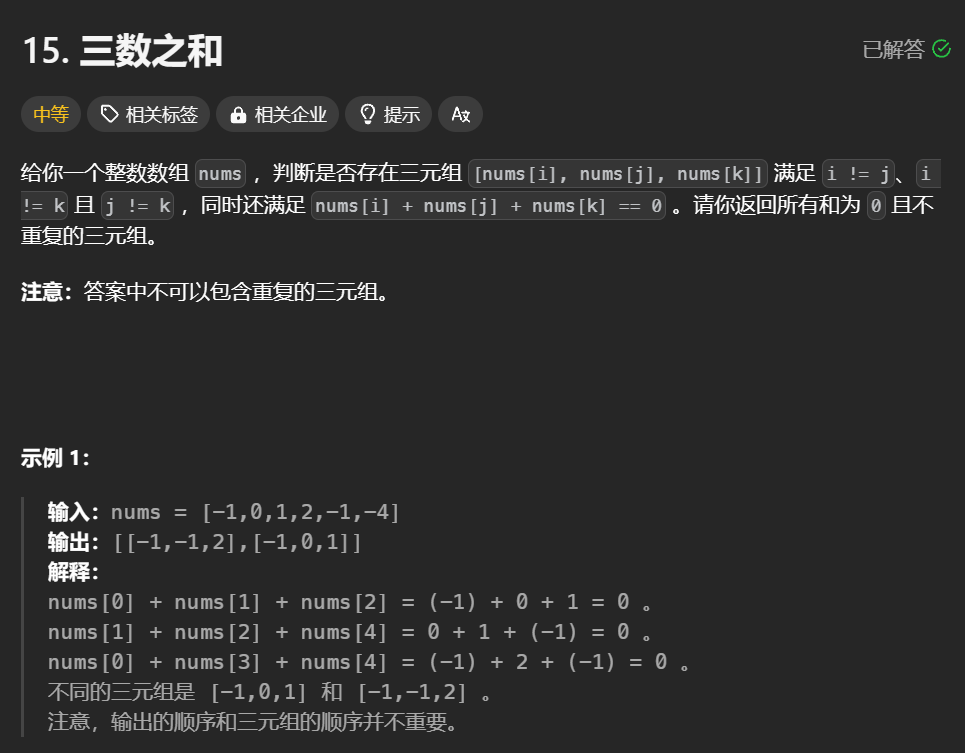 15. 三数之和
已解答
中等 相关标签 相关企业 提示
给你一个整数数组 nums ，判断是否存在三元组 [nums[i], nums[j], nums[k]] 满足 i != j、i
!= k 且 j != k ，同时还满足 nums[i] + nums[j] + nums[k] == 0 。请你返回所有和为 0 且不
重复的三元组。
注意：答案中不可以包含重复的三元组。
示例 1：
输入：nums = [-1,0,1,2,-1,-4]
输出：[[-1,-1,2],[-1,0,1]]
解释：
nums[0] + nums[1] + nums[2] = (-1) + 0 + 1 = 0 。
nums[1] + nums[2] + nums[4] = 0 + 1 + (-1) = 0 。
nums[0] + nums[3] + nums[4] = (-1) + 2 + (-1) = 0 。
不同的三元组是 [-1,0,1] 和 [-1,-1,2] 。
注意，输出的顺序和三元组的顺序并不重要。